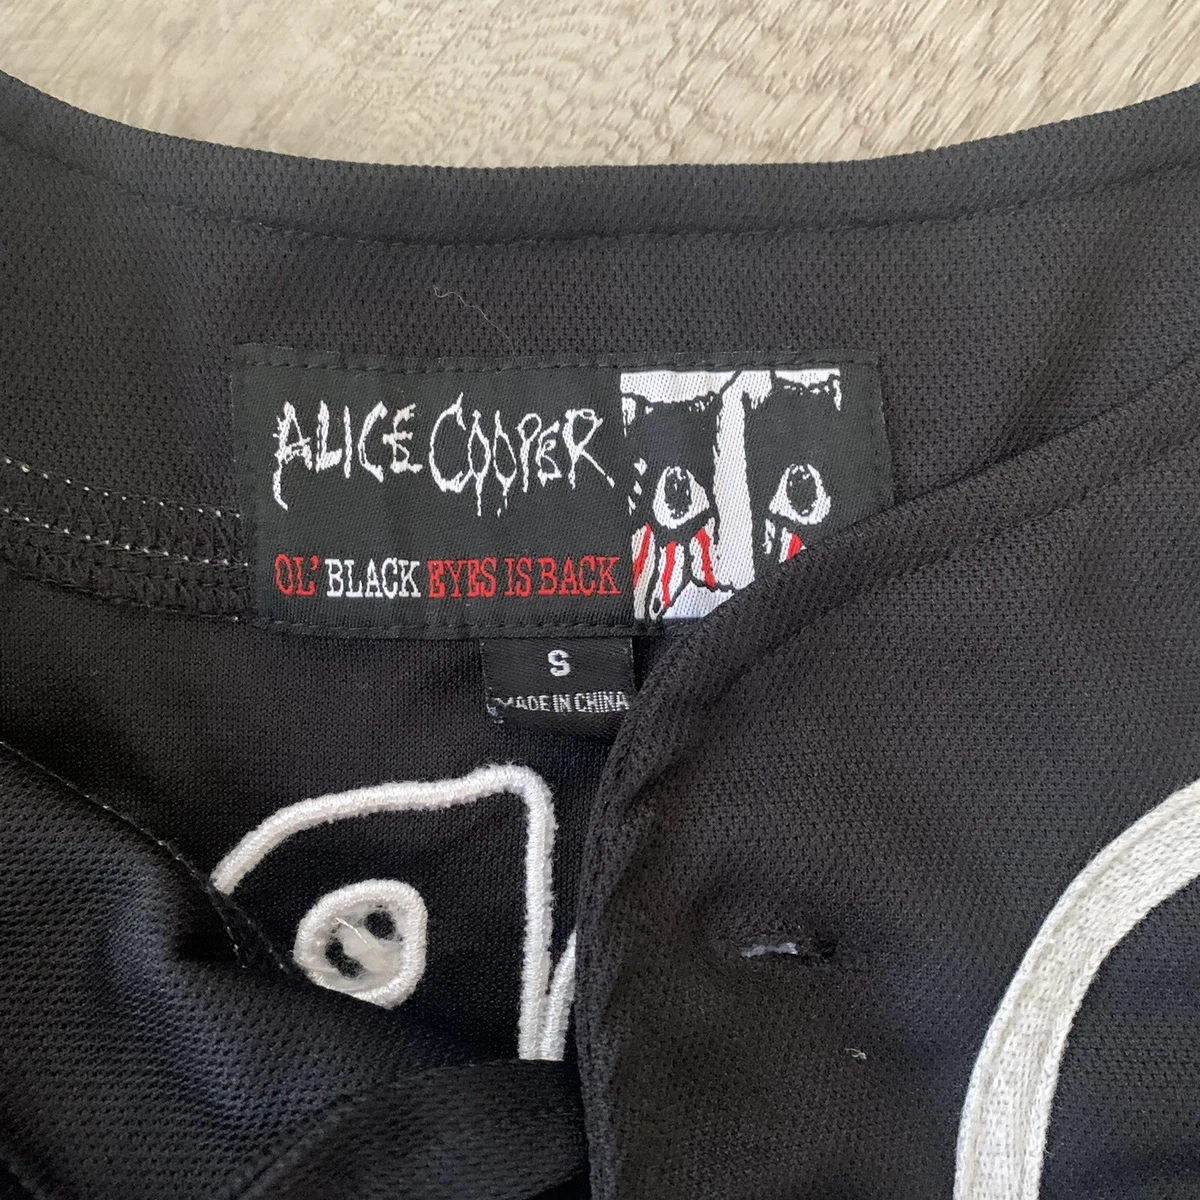 ALICE COOPER
OL' BLACK EYES IS BACK
S
MADE IN CHINA